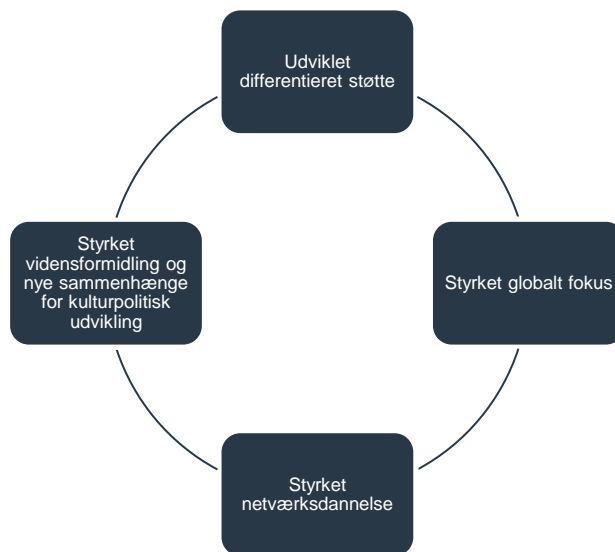 Udviklet
differentieret støtte
Styrket globalt fokus
Styrket
netværksdannelse
Styrket
vidensformidling og
nye sammenhænge
for kulturpolitisk
udvikling